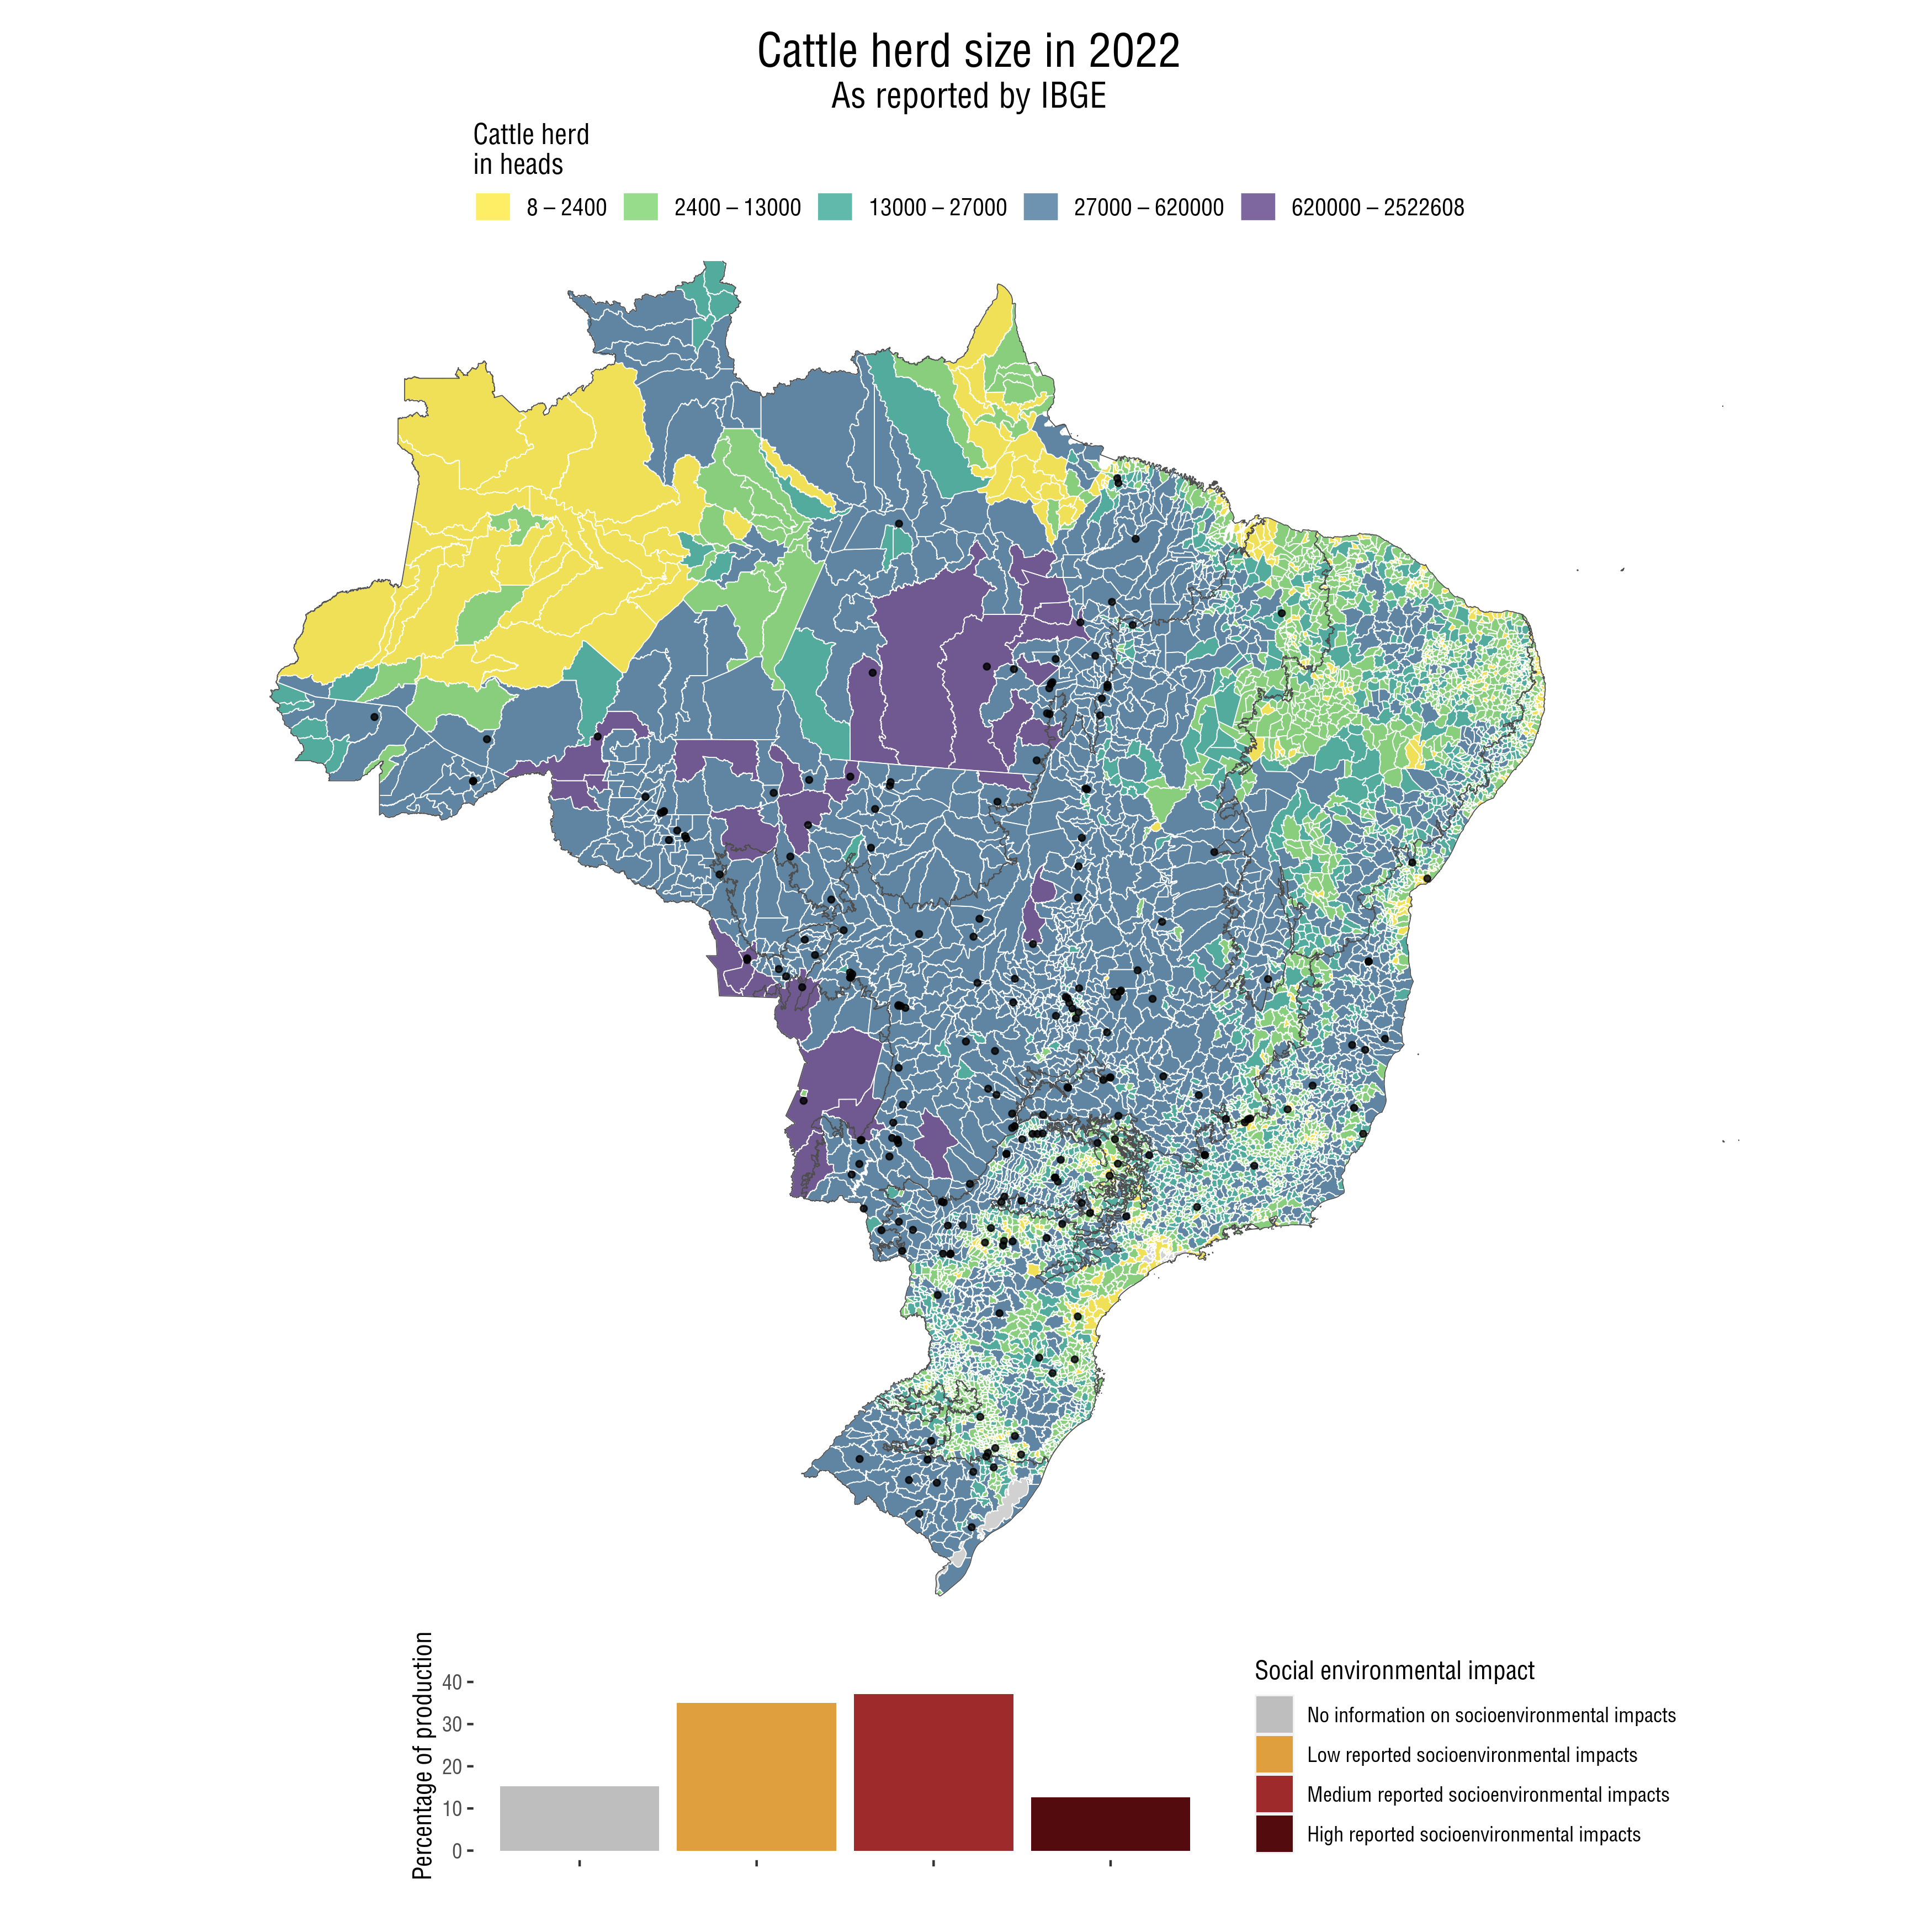 Cattle herd size in 2022
As reported by IBGE
Cattle herd
in heads
8 – 2400
2400 – 13000
13000 – 27000
27000 – 620000
620000 – 2522608
Percentage of production
40
30
20
10
0
Social environmental impact
No information on socioenvironmental impacts
Low reported socioenvironmental impacts
Medium reported socioenvironmental impacts
High reported socioenvironmental impacts